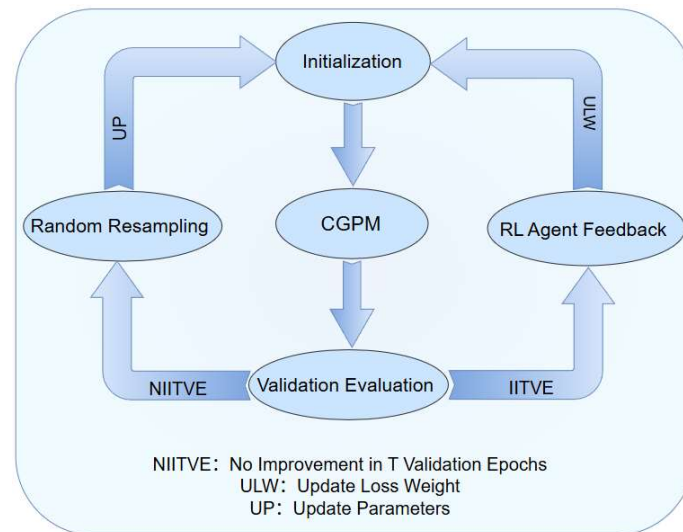 Initialization
UP
ULW
Random Resampling
CGPM
RL Agent Feedback
NIITVE
Validation Evaluation
IITVE
NIITVE：No Improvement in T Validation Epochs
ULW：Update Loss Weight
UP：Update Parameters